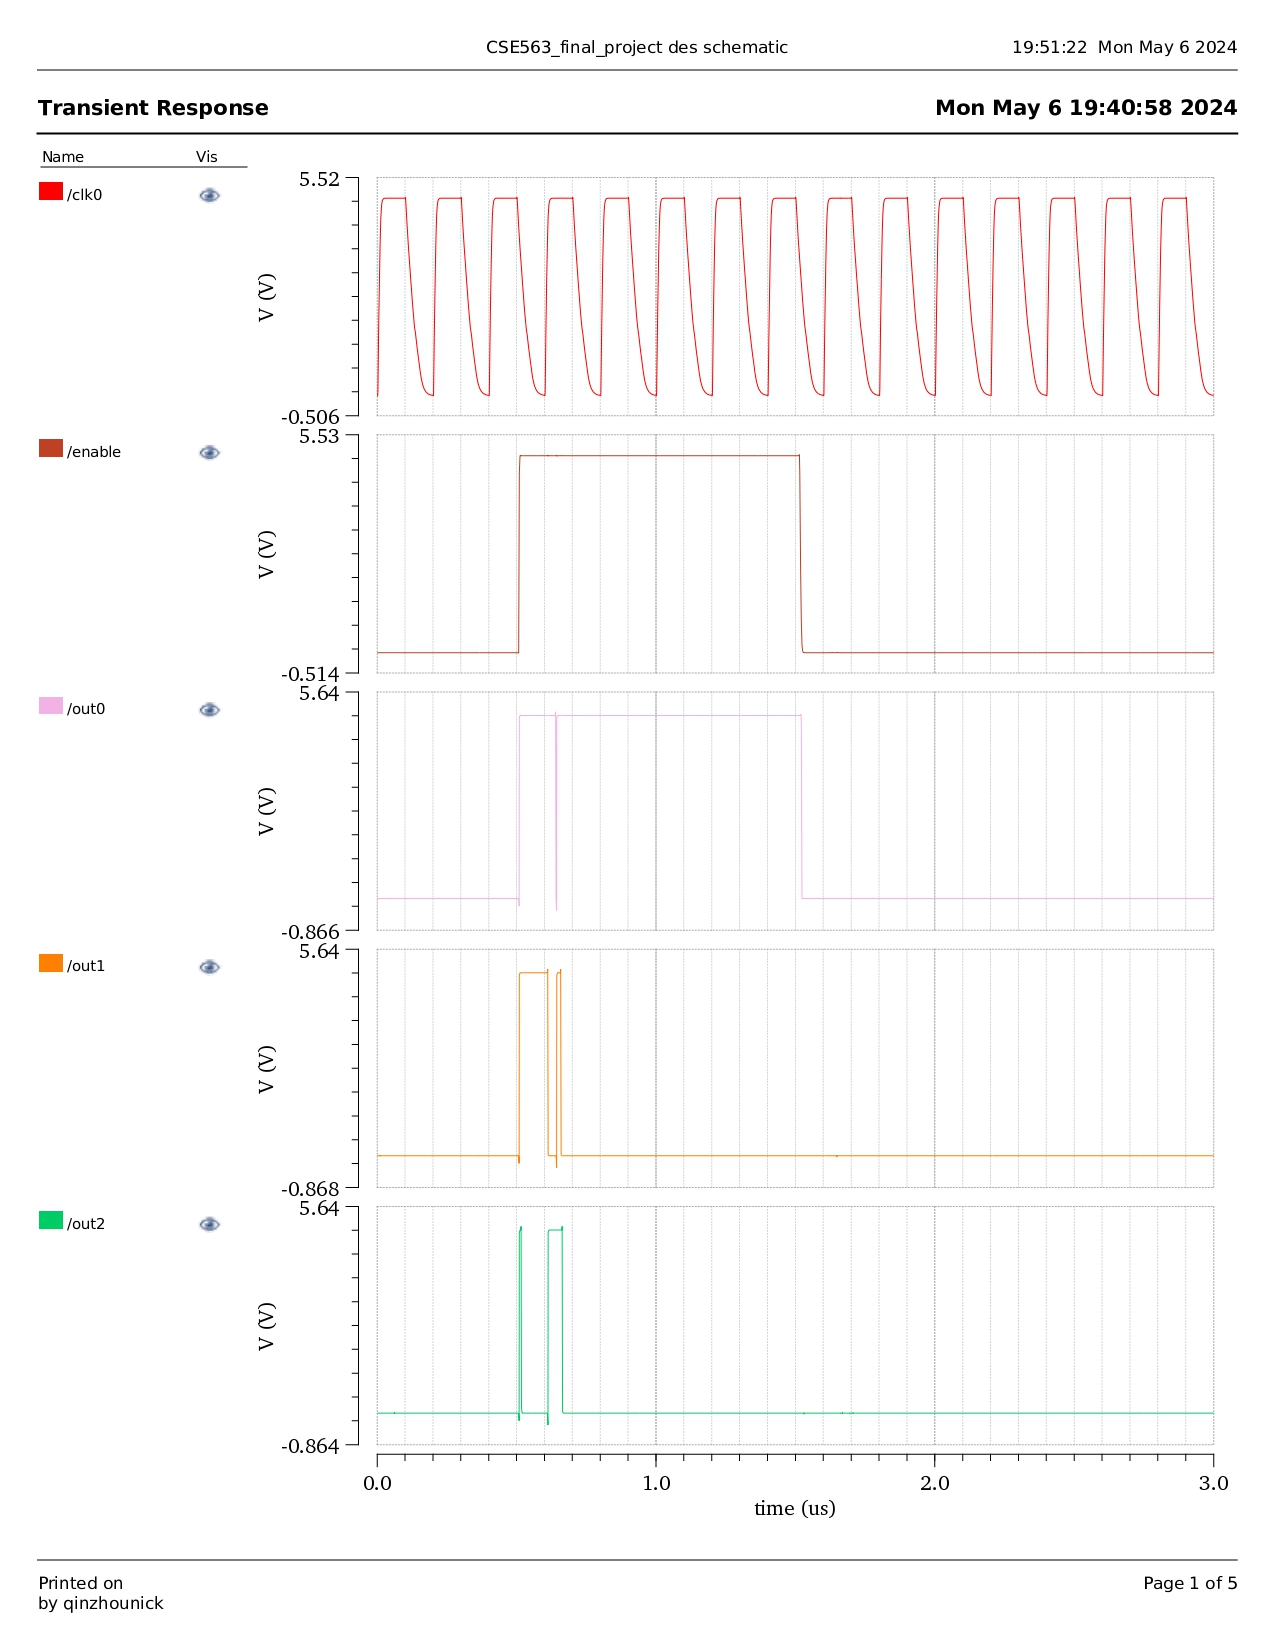 CSE563_final_project des schematic 19:51:22 Mon May 6 2024
Transient Response Mon May 6 19:40:58 2024
Name Vis
/clk0
5.52
V (V)
-0.506
/enable
5.53
V (V)
-0.514
/out0
5.64
V (V)
-0.866
/out1
5.64
V (V)
-0.868
/out2
5.64
V (V)
-0.864
0.0 1.0 2.0 3.0
time (us)
Printed on Page 1 of 5
by qinzhounick